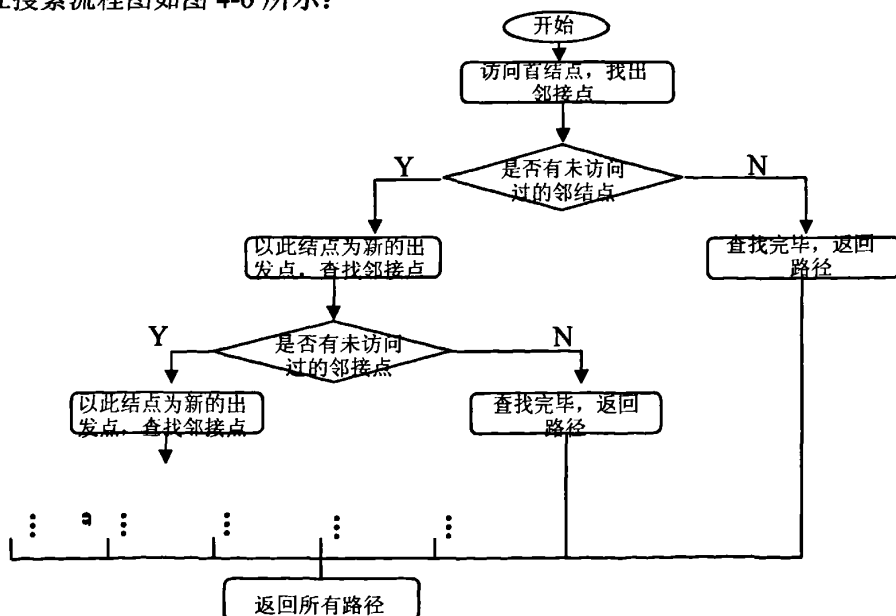 搜索流程图如图 4-6 所示：
开始
访问首结点，找出
邻接点
Y
是否有未访问
过的邻结点
N
以此结点为新的出
发点，查找邻接点
查找完毕，返回
路径
Y
是否有未访问
过的邻接点
N
以此结点为新的出
发点，查找邻接点
查找完毕，返回
路径
返回所有路径